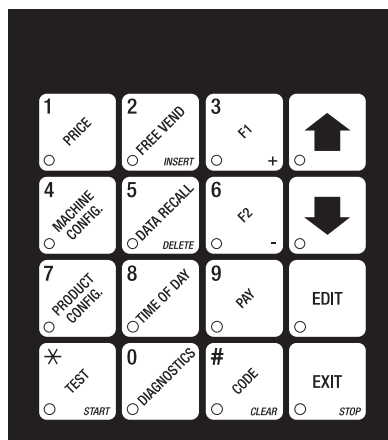 1
PRICE
2
FREE VEND
INSERT
3
F1
+
4
MACHINE
CONFIG.
5
DATA RECALL
DELETE
6
F2
-
7
PRODUCT
CONFIG.
8
TIME OF DAY
9
PAY
EDIT
*
TEST
START
0
DIAGNOSTICS
#
CODE
CLEAR
EXIT
STOP